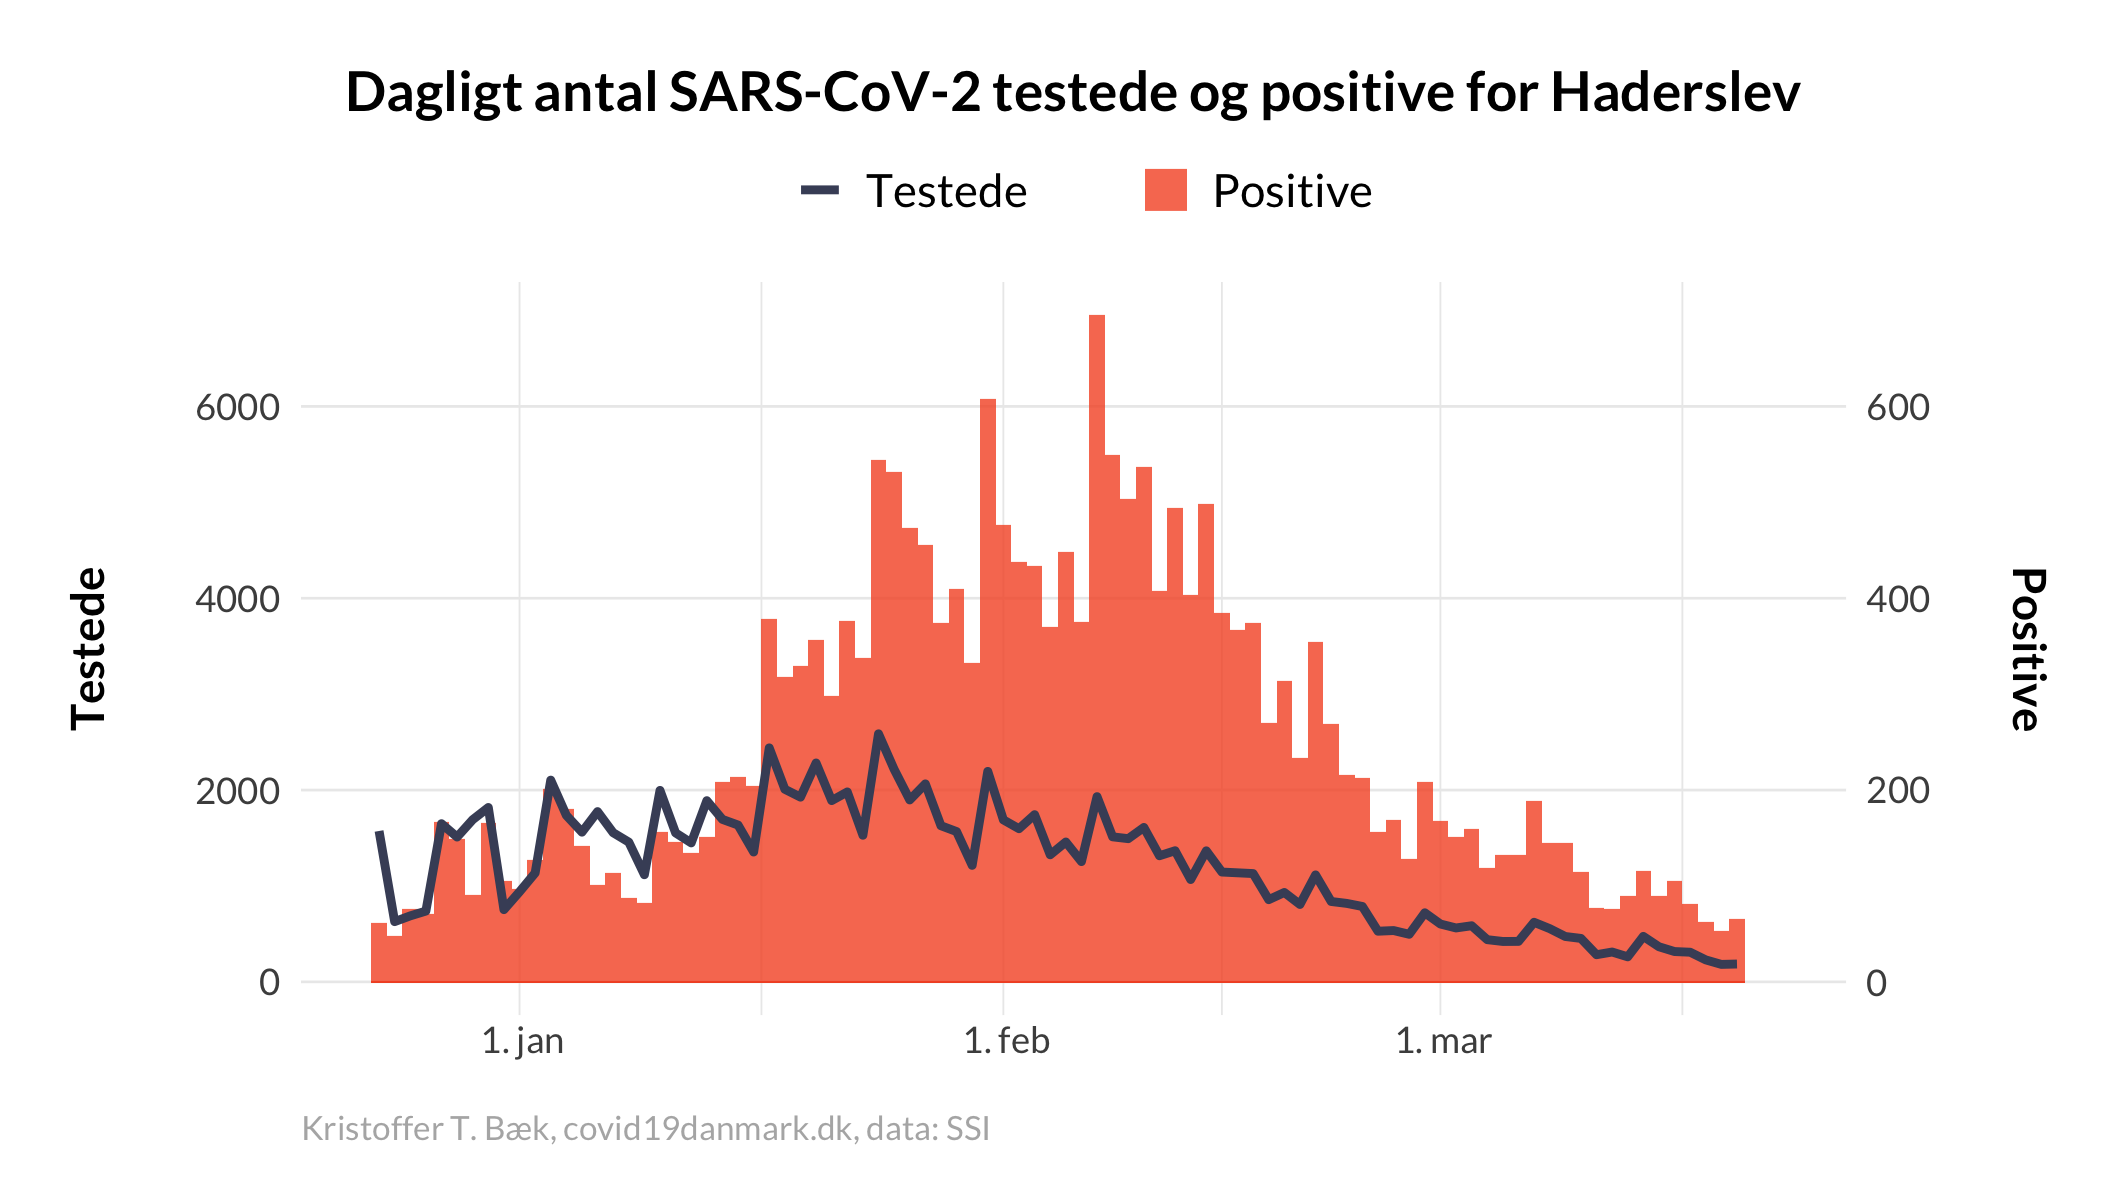 Dagligt antal SARS-CoV-2 testede og positive for Haderslev
Testede
Positive
6000
4000
2000
0
Testede
600
400
200
0
Positive
1. jan
1. feb
1. mar
Kristoffer T. Bæk, covid19danmark.dk, data: SSI